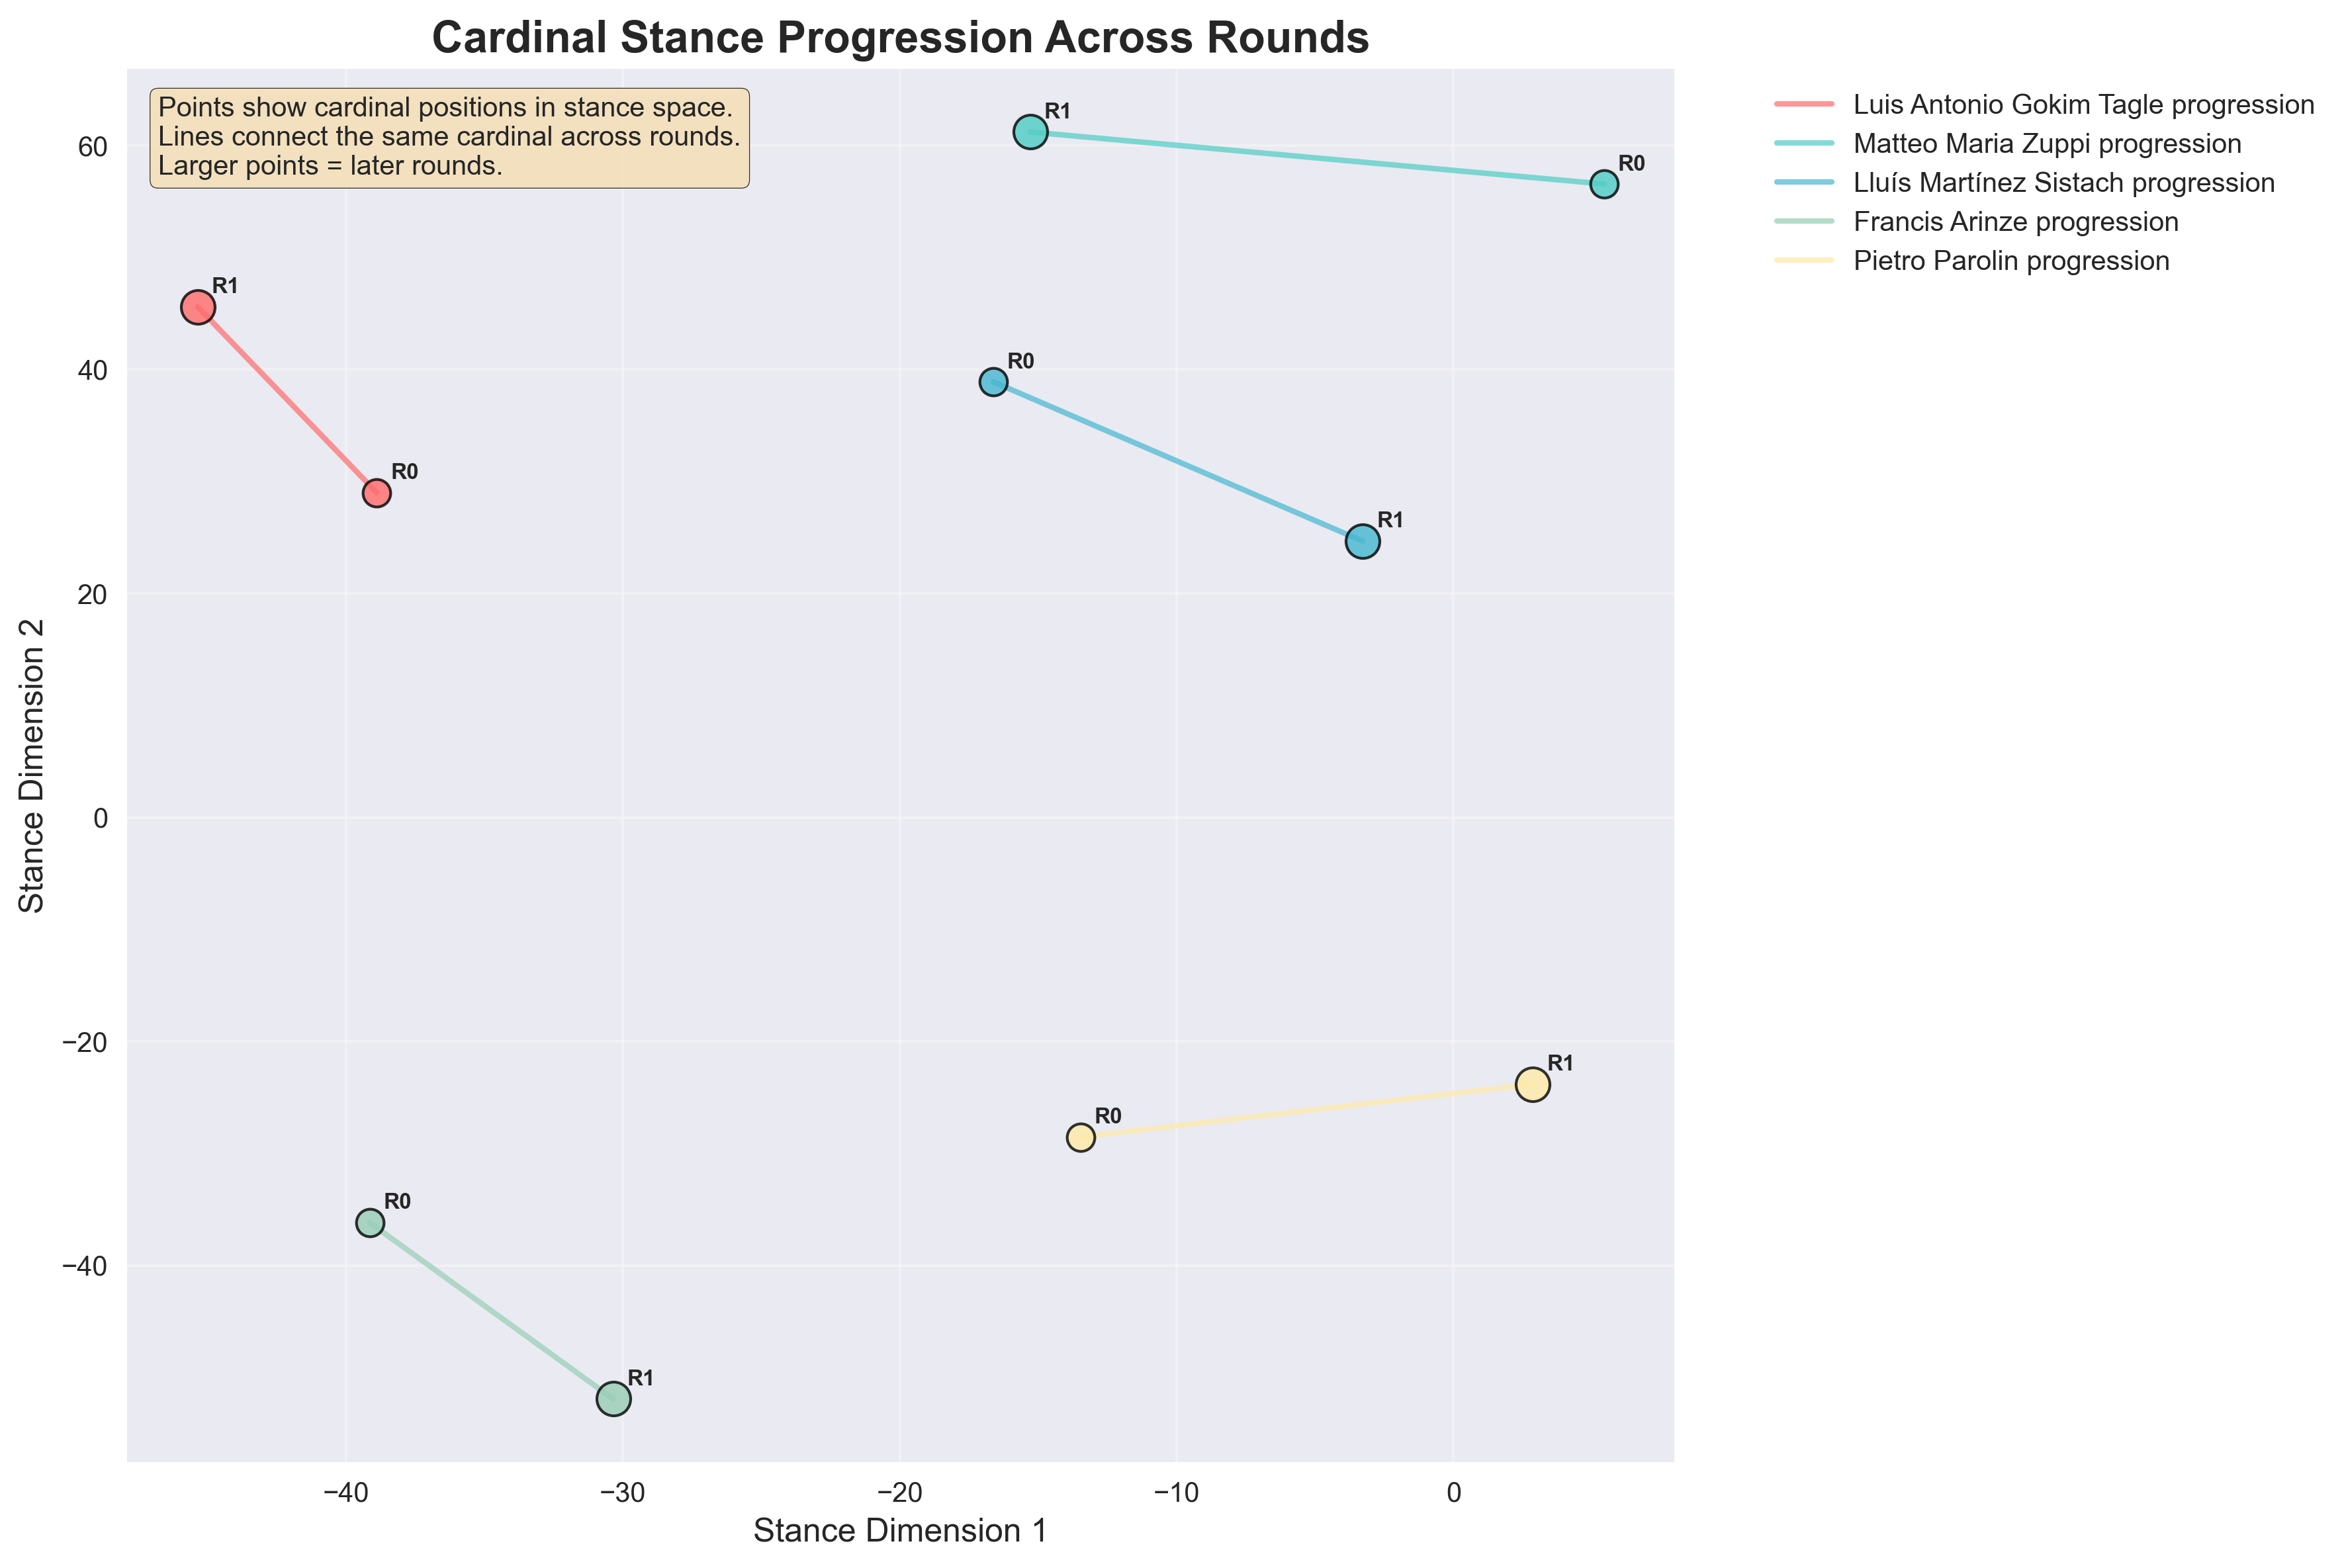 Cardinal Stance Progression Across Rounds
Points show cardinal positions in stance space.
Lines connect the same cardinal across rounds.
Larger points = later rounds.
Luis Antonio Gokim Tagle progression
Matteo Maria Zuppi progression
Lluís Martínez Sistach progression
Francis Arinze progression
Pietro Parolin progression
R1
R0
R1
R0
R0
R1
R1
R0
R0
R1
60
40
20
0
−20
−40
Stance Dimension 2
−40
−30
−20
−10
0
Stance Dimension 1